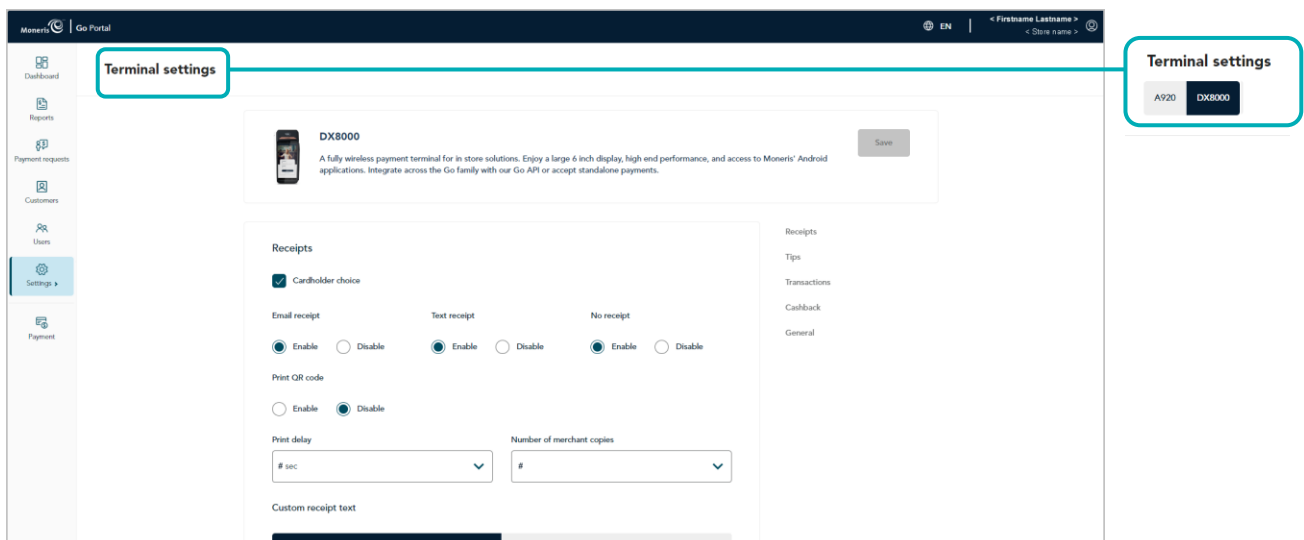 Moneris Go Portal
EN
< Firstname Lastname >
< Store name >
Dashboard
Reports
Payment requests
Customers
Users
Settings
Payment
Terminal settings
Terminal settings
A920 DX8000
DX8000
A fully wireless payment terminal for in store solutions. Enjoy a large 6 inch display, high end performance, and access to Moneris' Android
applications. Integrate across the Go family with our Go API or accept standalone payments.
Save
Receipts
Cardholder choice
Email receipt Text receipt No receipt
Enable Disable Enable Disable Enable Disable
Print QR code
Enable Disable
Print delay Number of merchant copies
# sec #
Custom receipt text
Receipts
Tips
Transactions
Cashback
General